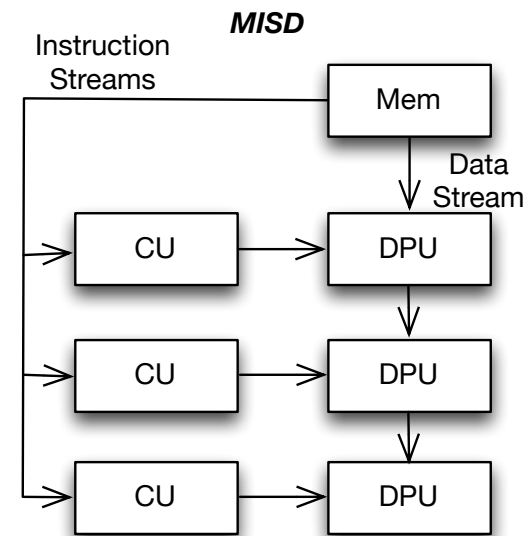 MISD
Instruction
Streams
Mem
Data
Stream
CU
DPU
CU
DPU
CU
DPU